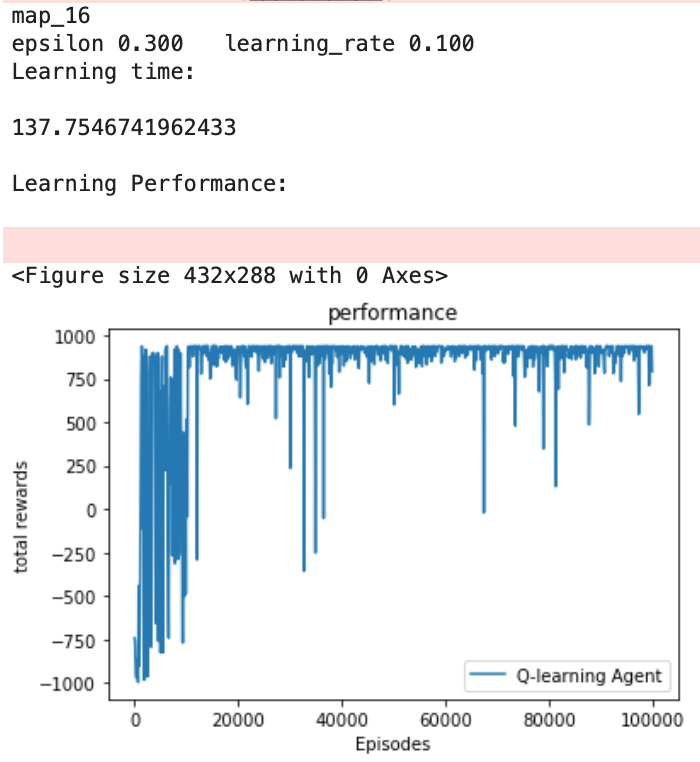 map_16
epsilon 0.300   learning_rate 0.100
Learning time:
137.7546741962433
Learning Performance:
<Figure size 432x288 with 0 Axes>
performance
1000
750
500
250
0
−250
−500
−750
−1000
total rewards
Q-learning Agent
0 20000 40000 60000 80000 100000
Episodes